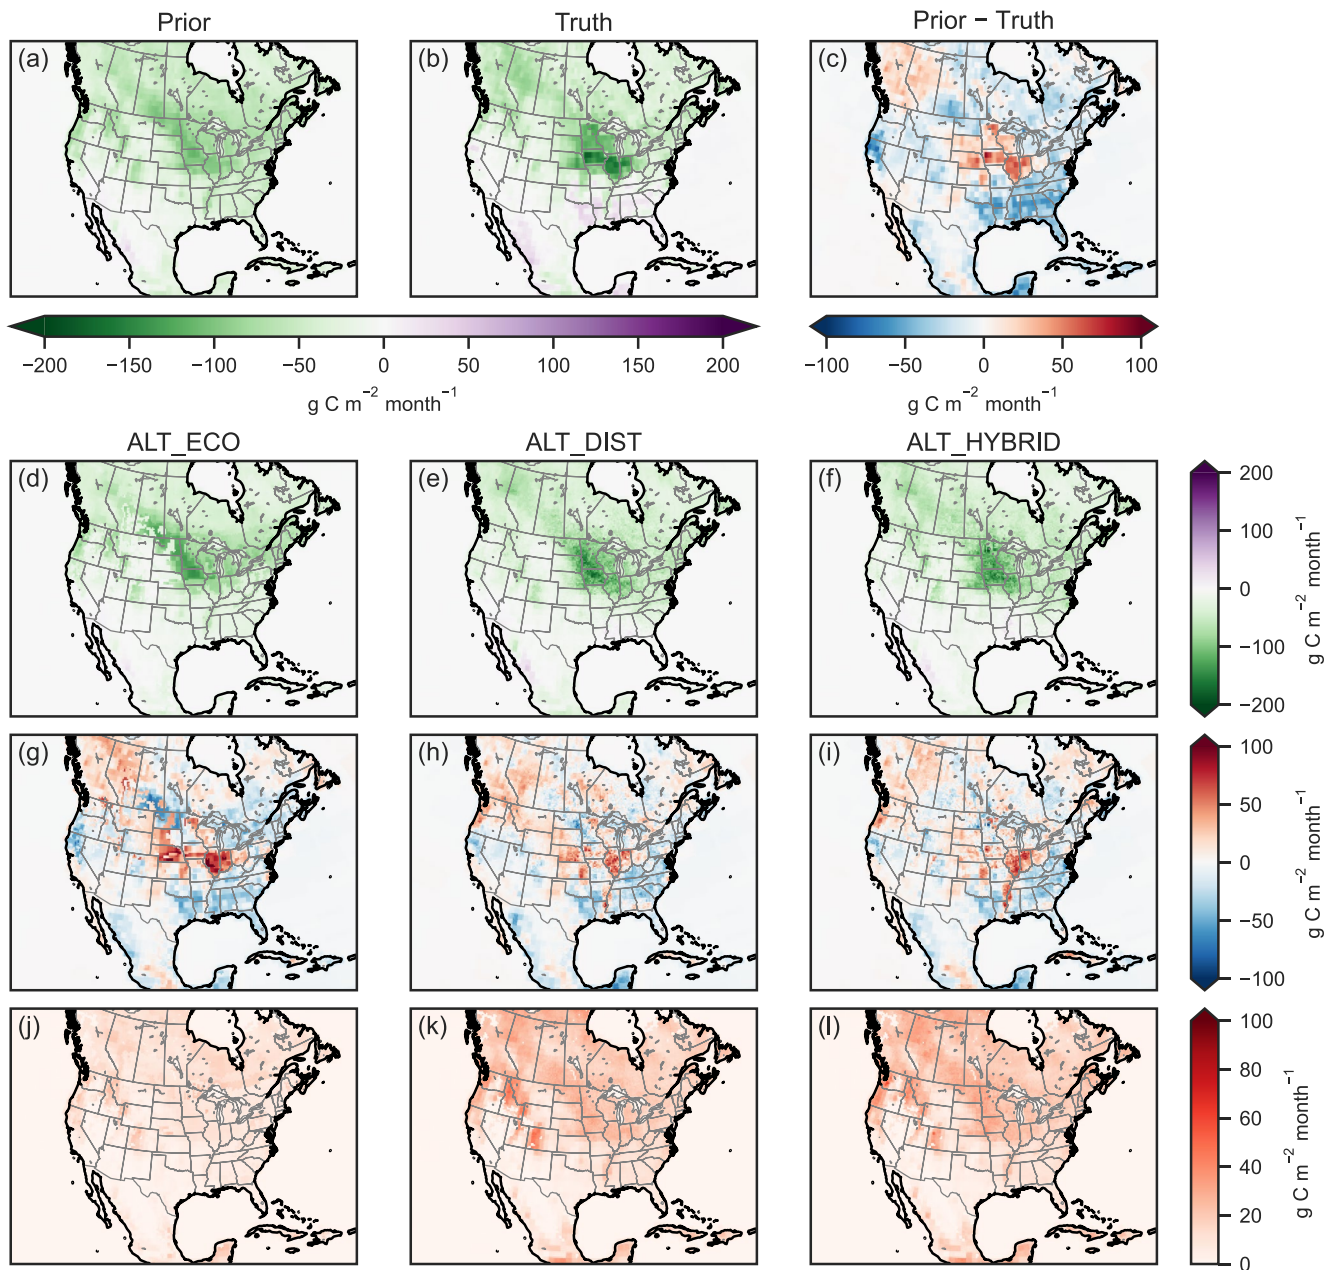 Prior Truth Prior − Truth
(a) (b) (c)
−200 −150 −100 −50 0 50 100 150 200
−100 −50 0 50 100
g C m⁻² month⁻¹ g C m⁻² month⁻¹
ALT_ECO ALT_DIST ALT_HYBRID
(d) (e) (f)
200
100
0
−100
−200
g C m⁻² month⁻¹
(g) (h) (i)
100
50
0
−50
−100
g C m⁻² month⁻¹
(j) (k) (l)
100
80
60
40
20
0
g C m⁻² month⁻¹